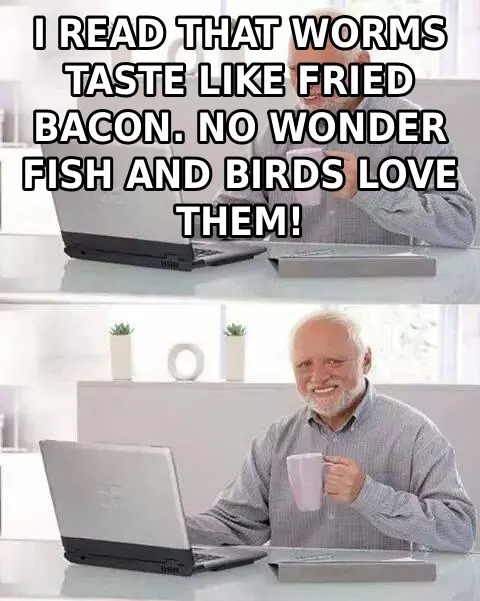 I READ THAT WORMS
TASTE LIKE FRIED
BACON. NO WONDER
FISH AND BIRDS LOVE
THEM!